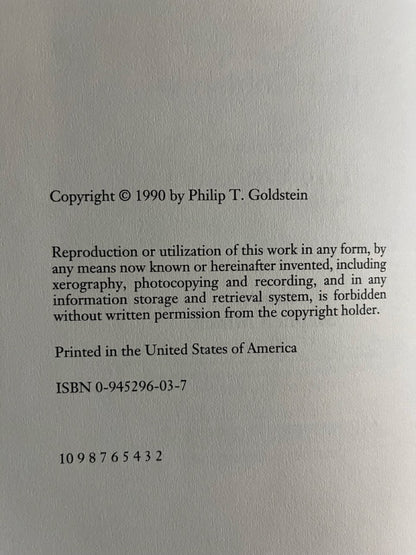 Copyright © 1990 by Philip T. Goldstein
Reproduction or utilization of this work in any form, by
any means now known or hereinafter invented, including
xerography, photocopying and recording, and in any
information storage and retrieval system, is forbidden
without written permission from the copyright holder.
Printed in the United States of America
ISBN 0-945296-03-7
10 9 8 7 6 5 4 3 2